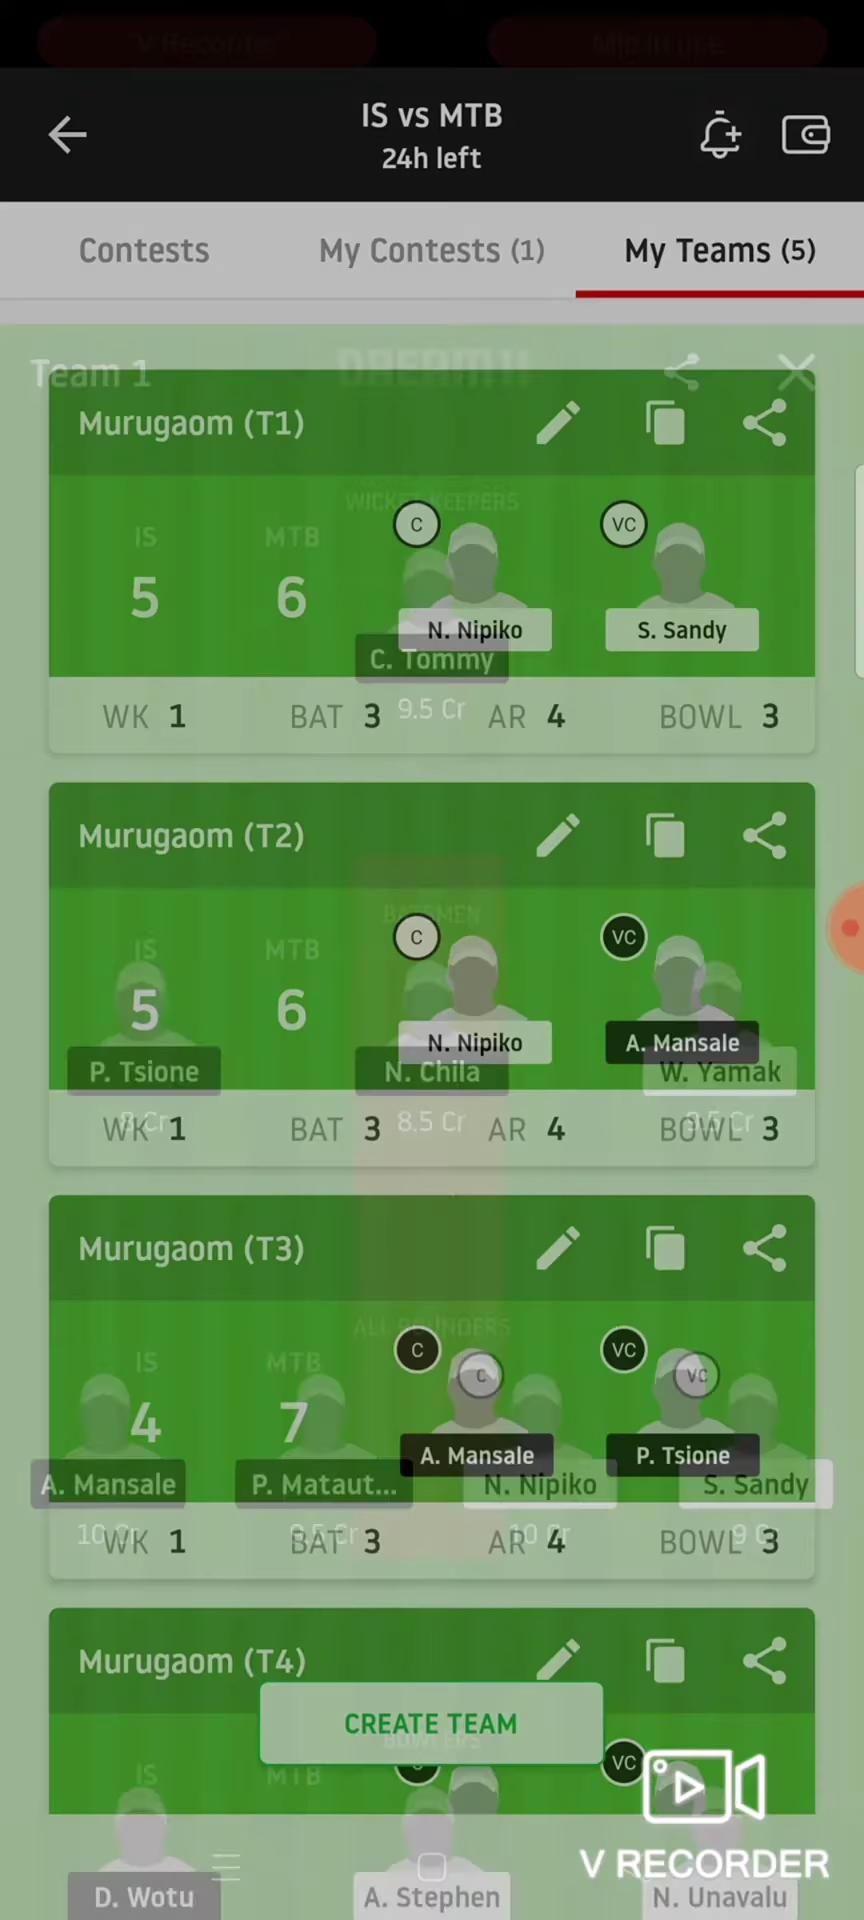 V Recorder
IS vs MTB
24h left
Contests
My Contests (1)
My Teams (5)
Team 1
DREAM11
Murugaom (T1)
WICKET-KEEPERS
IS
MTB
C
VC
5
6
N. Nipiko
S. Sandy
C. Tommy
9.5 Cr
WK 1
BAT 3
AR 4
BOWL 3
Murugaom (T2)
BATSMEN
IS
MTB
C
VC
5
6
N. Nipiko
A. Mansale
P. Tsione
N. Chila
W. Yamak
8.5 Cr
WK 1
BAT 3
AR 4
BOWL 3
Murugaom (T3)
ALL ROUNDERS
IS
MTB
C
VC
C
VC
4
7
A. Mansale
P. Tsione
A. Mansale
P. Mataut...
N. Nipiko
S. Sandy
WK 1
BAT 3
AR 4
BOWL 3
Murugaom (T4)
CREATE TEAM
BOWLERS
IS
MTB
VC
V RECORDER
D. Wotu
A. Stephen
N. Unavalu